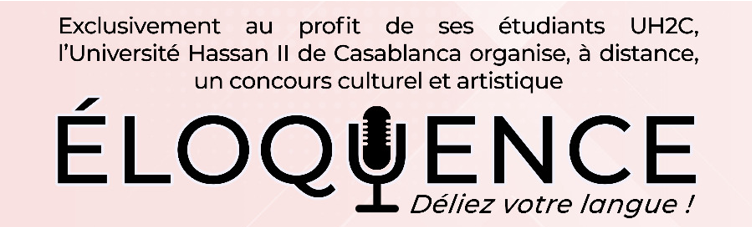 Exclusivement au profit de ses étudiants UH2C,
l'Université Hassan II de Casablanca organise, à distance,
un concours culturel et artistique
ÉLOQUENCE
Déliez votre langue !